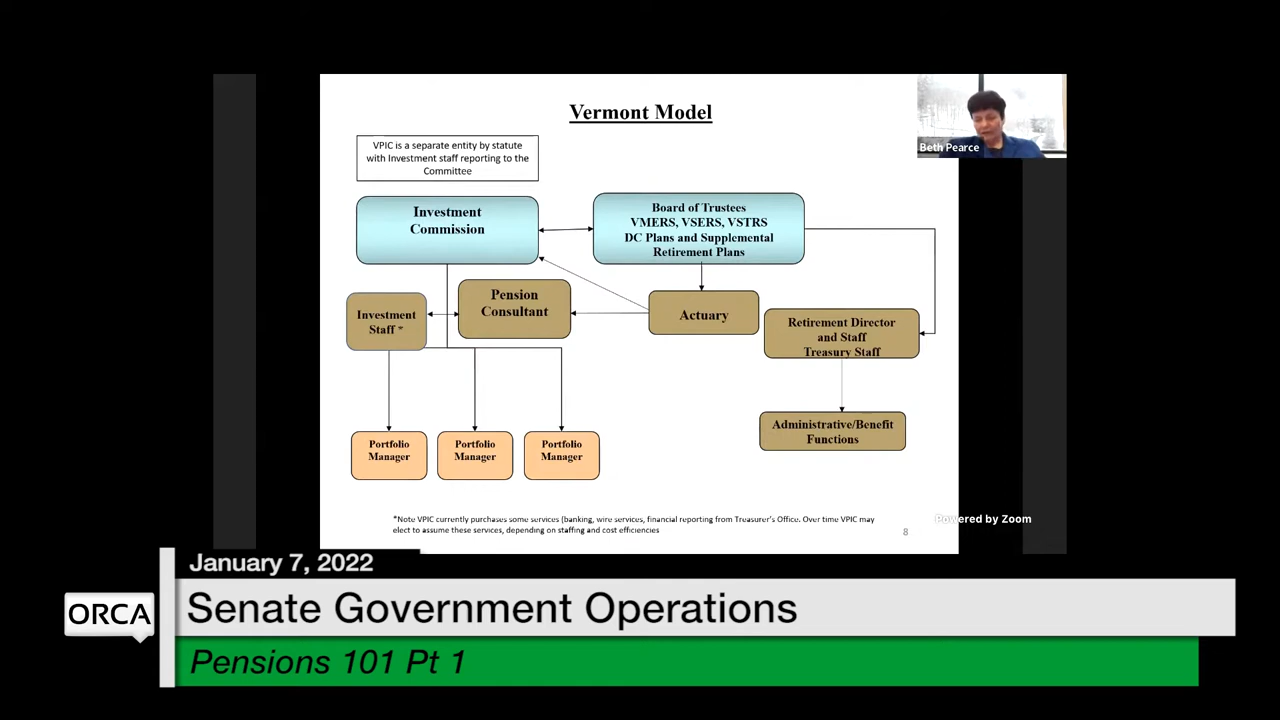 Vermont Model
Beth Pearce
VPIC is a separate entity by statute
with Investment staff reporting to the
Committee
Investment
Commission
Board of Trustees
VMERS, VSERS, VSTRS
DC Plans and Supplemental
Retirement Plans
Investment
Staff *
Pension
Consultant
Actuary
Retirement Director
and Staff
Treasury Staff
Administrative/Benefit
Functions
Portfolio
Manager
Portfolio
Manager
Portfolio
Manager
*Note VPIC currently purchases some services (banking, wire services, financial reporting from Treasurer's Office. Over time VPIC may
elect to assume these services, depending on staffing and cost efficiencies
8
Powered by Zoom
January 7, 2022
ORCA
Senate Government Operations
Pensions 101 Pt 1